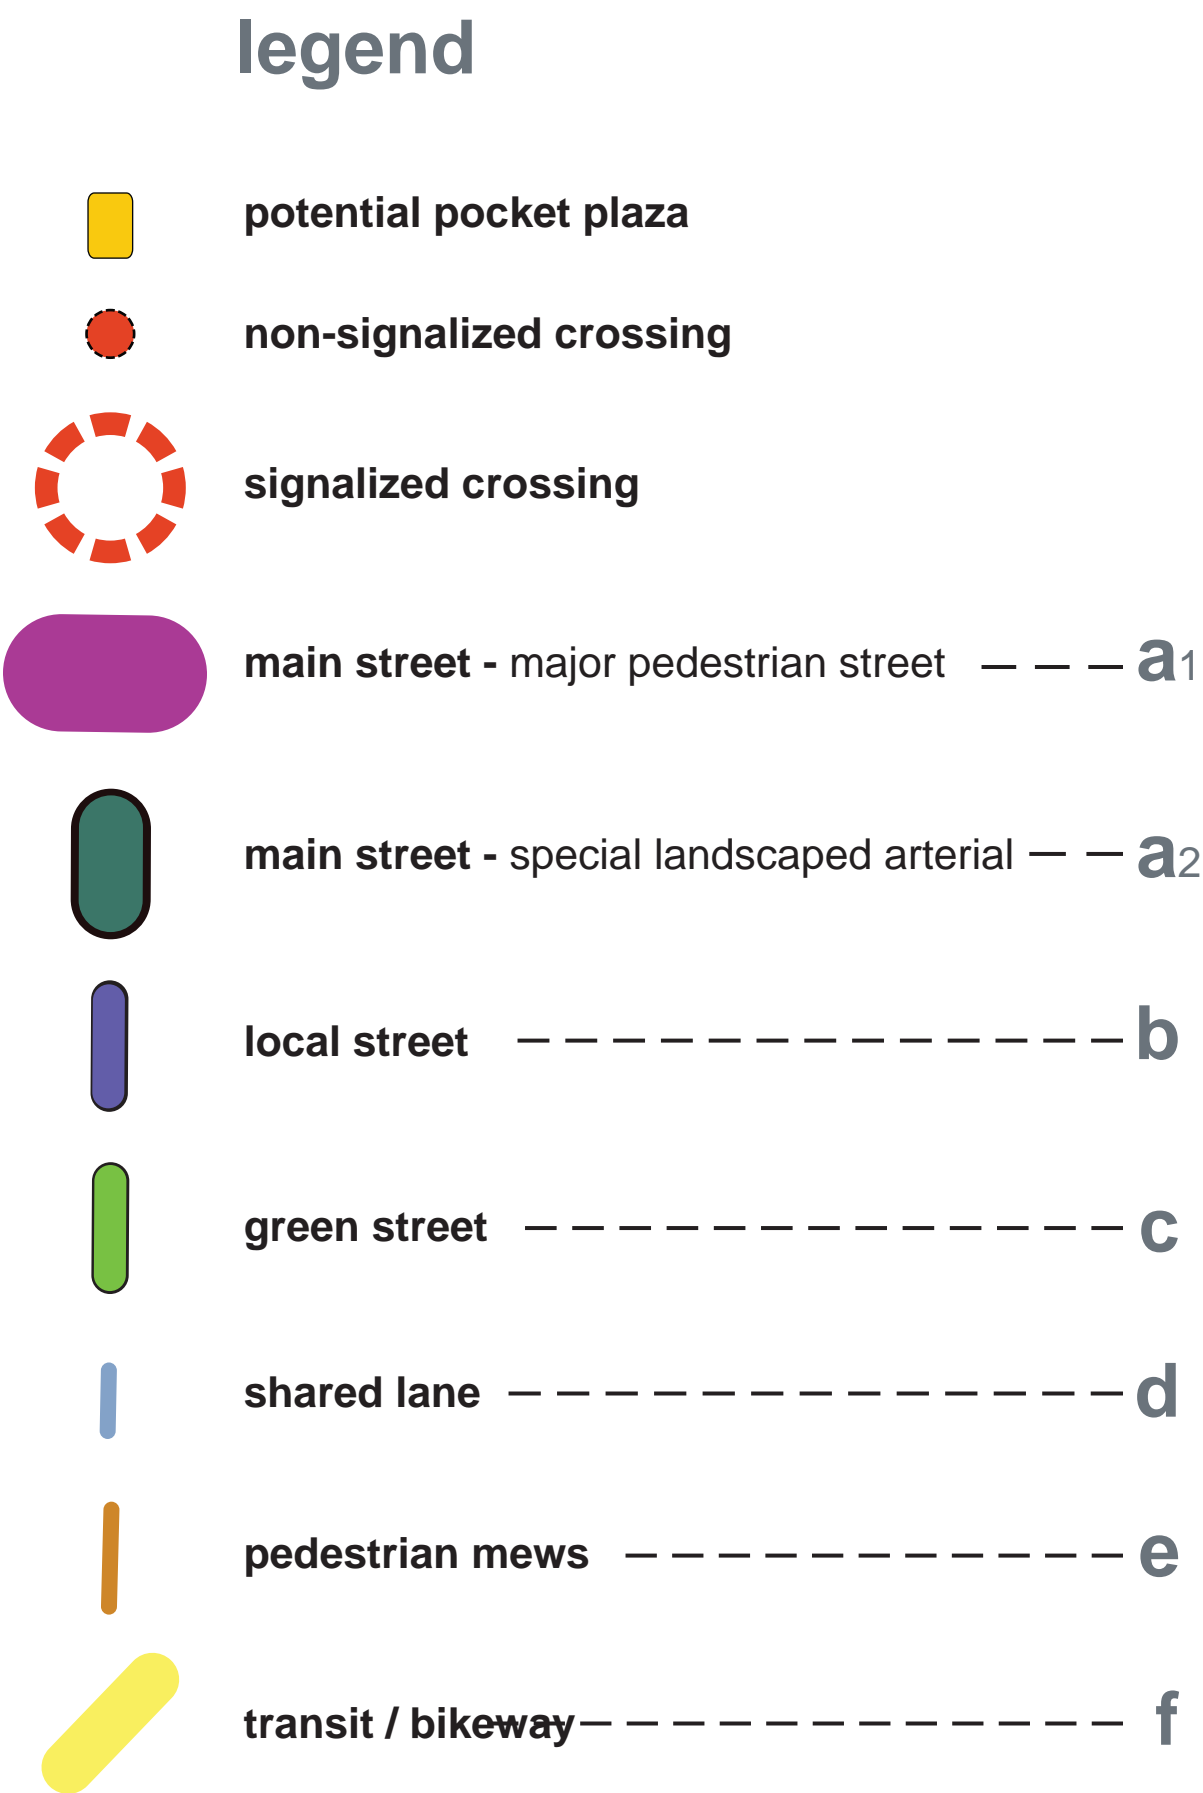 legend
potential pocket plaza
non-signalized crossing
signalized crossing
main street - major pedestrian street a1
main street - special landscaped arterial a2
local street b
green street c
shared lane d
pedestrian mews e
transit / bikeway f